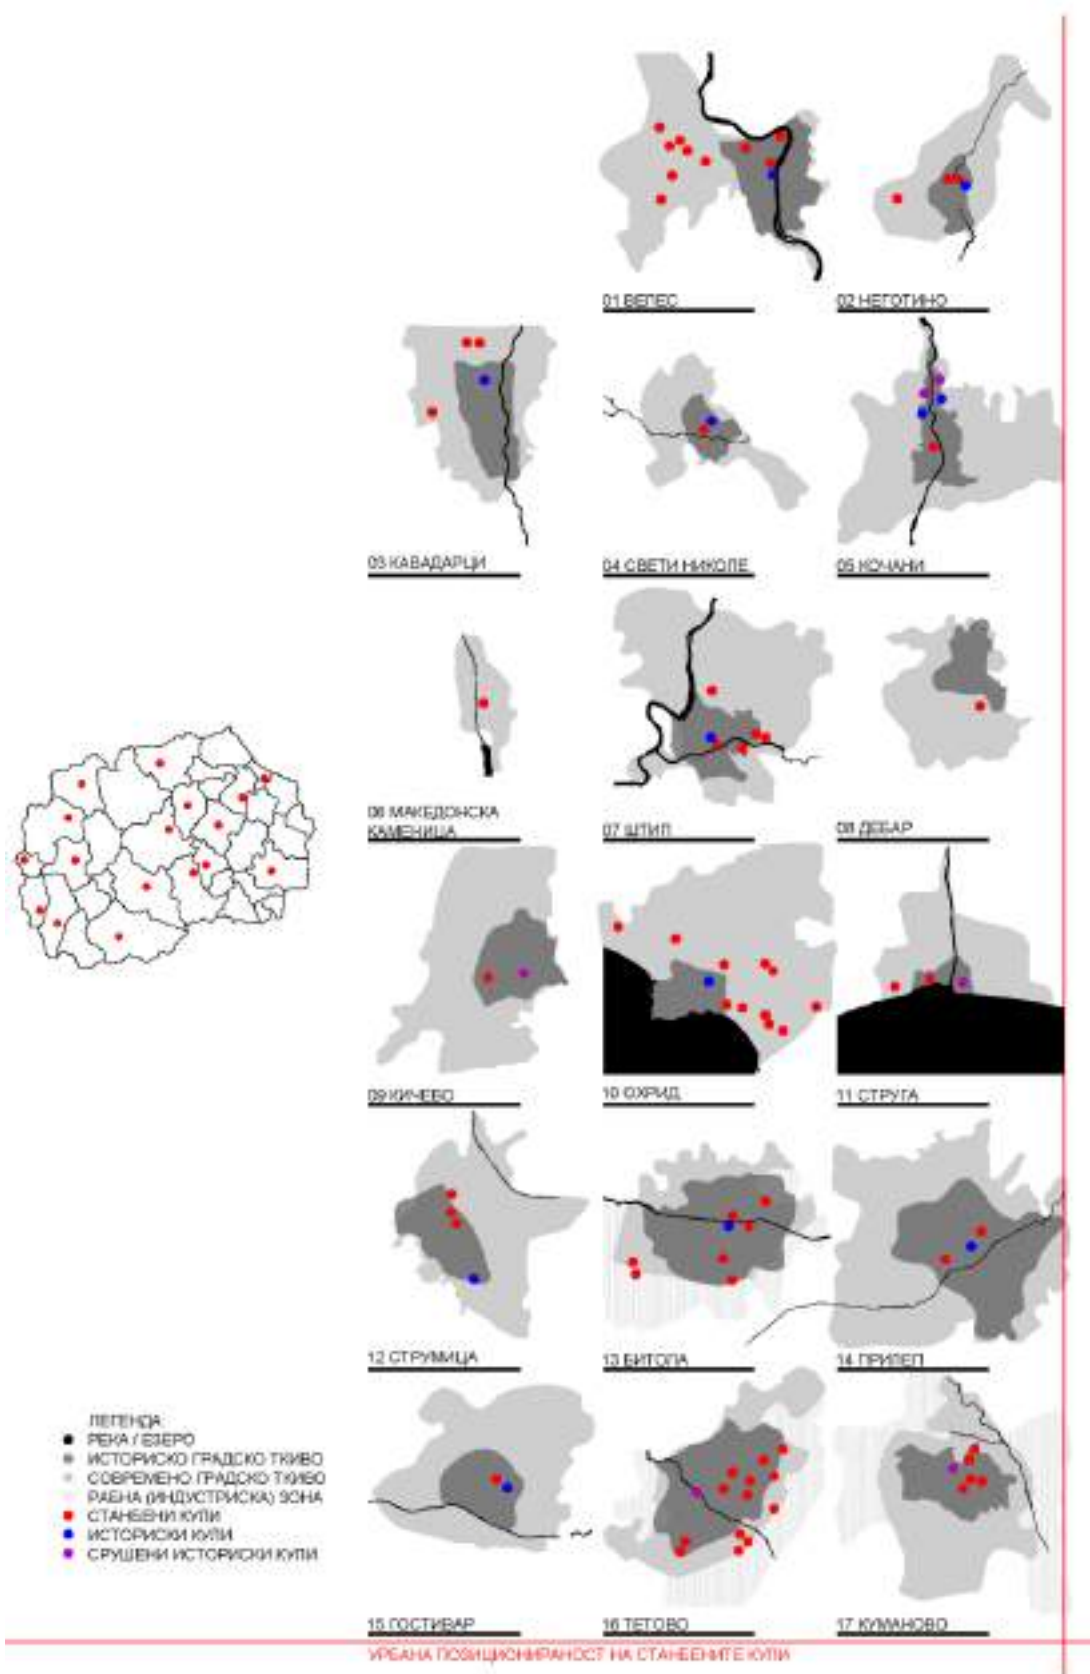 01 ВЕЛЕС
02 НЕГОТИНО
03 КАВАДАРЦИ
04 СВЕТИ НИКОЛЕ
05 КОЧАНИ
06 МАКЕДОНСКА
КАМЕНИЦА
07 ШТИП
08 ДЕБАР
09 КИЧЕВО
10 ОХРИД
11 СТРУГА
12 СТРУМИЦА
13 БИТОЛА
14 ПРИЛЕП
15 ГОСТИВАР
16 ТЕТОВО
17 КУМАНОВО
ЛЕГЕНДА
РЕКА / ЕЗЕРО
ИСТОРИСКО ГРАДСКО ТКИВО
СОВРЕМЕНО ГРАДСКО ТКИВО
РАБНА (ИНДУСТРИСКА) ЗОНА
СТАНБЕНИ КУЛИ
ИСТОРИСКИ КУЛИ
СРУШЕНИ ИСТОРИСКИ КУЛИ
УРБАНА ПОЗИЦИОНИРАНОСТ НА СТАНБЕНИТЕ КУЛИ